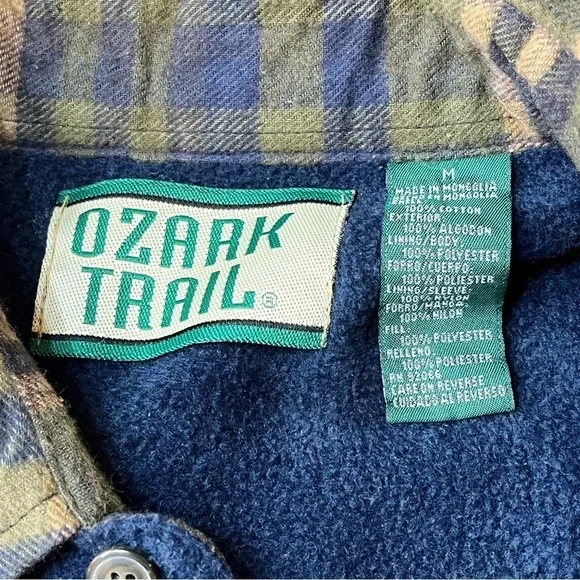 OZARK
TRAIL®
M
MADE IN MONGOLIA
100% COTTON
EXTERIOR:
100% ALGODON
LINING/BODY:
100% POLYESTER
FORRO/CUERPO:
100% POLIESTER
LINING/SLEEVE:
100% NYLON
FORRO/MANGA:
100% NILON
FILL:
100% POLYESTER
RELLENO:
100% POLIESTER
RN 52066
CARE ON REVERSE
CUIDADO AL REVERSO